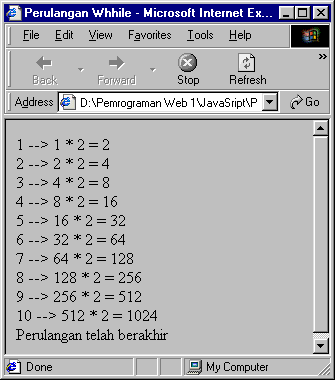 Perulangan Whhile - Microsoft Internet Ex...
File Edit View Favorites Tools Help
Back Forward Stop Refresh
Address D:\Pemrograman Web 1\JavaSript\P Go
1 --> 1 * 2 = 2
2 --> 2 * 2 = 4
3 --> 4 * 2 = 8
4 --> 8 * 2 = 16
5 --> 16 * 2 = 32
6 --> 32 * 2 = 64
7 --> 64 * 2 = 128
8 --> 128 * 2 = 256
9 --> 256 * 2 = 512
10 --> 512 * 2 = 1024
Perulangan telah berakhir
Done My Computer